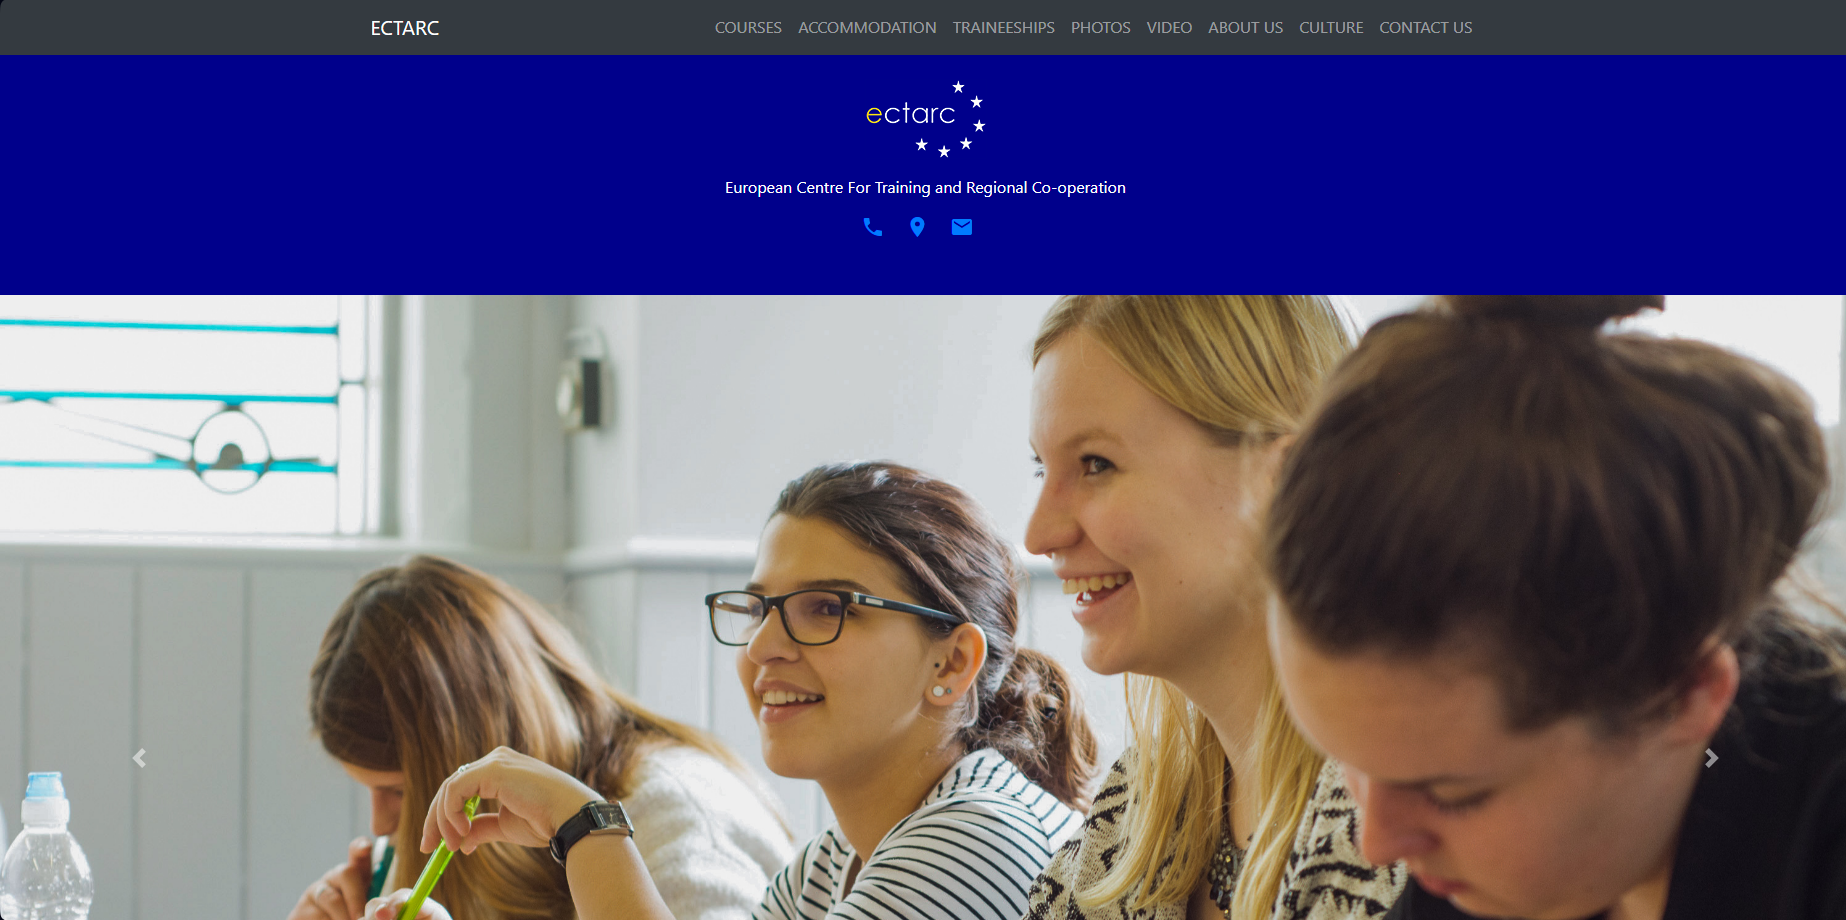 ECTARC COURSES ACCOMMODATION TRAINEESHIPS PHOTOS VIDEO ABOUT US CULTURE CONTACT US
ectarc
European Centre For Training and Regional Co-operation